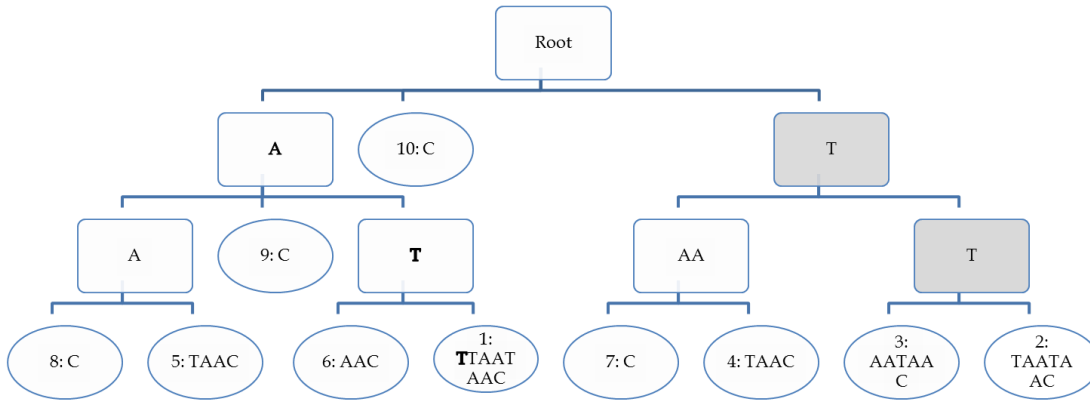 Root
A
10: C
T
A
9: C
T
AA
T
8: C
5: TAAC
6: AAC
1:
TTAAT
AAC
7: C
4: TAAC
3:
AATAA
C
2:
TAATA
AC